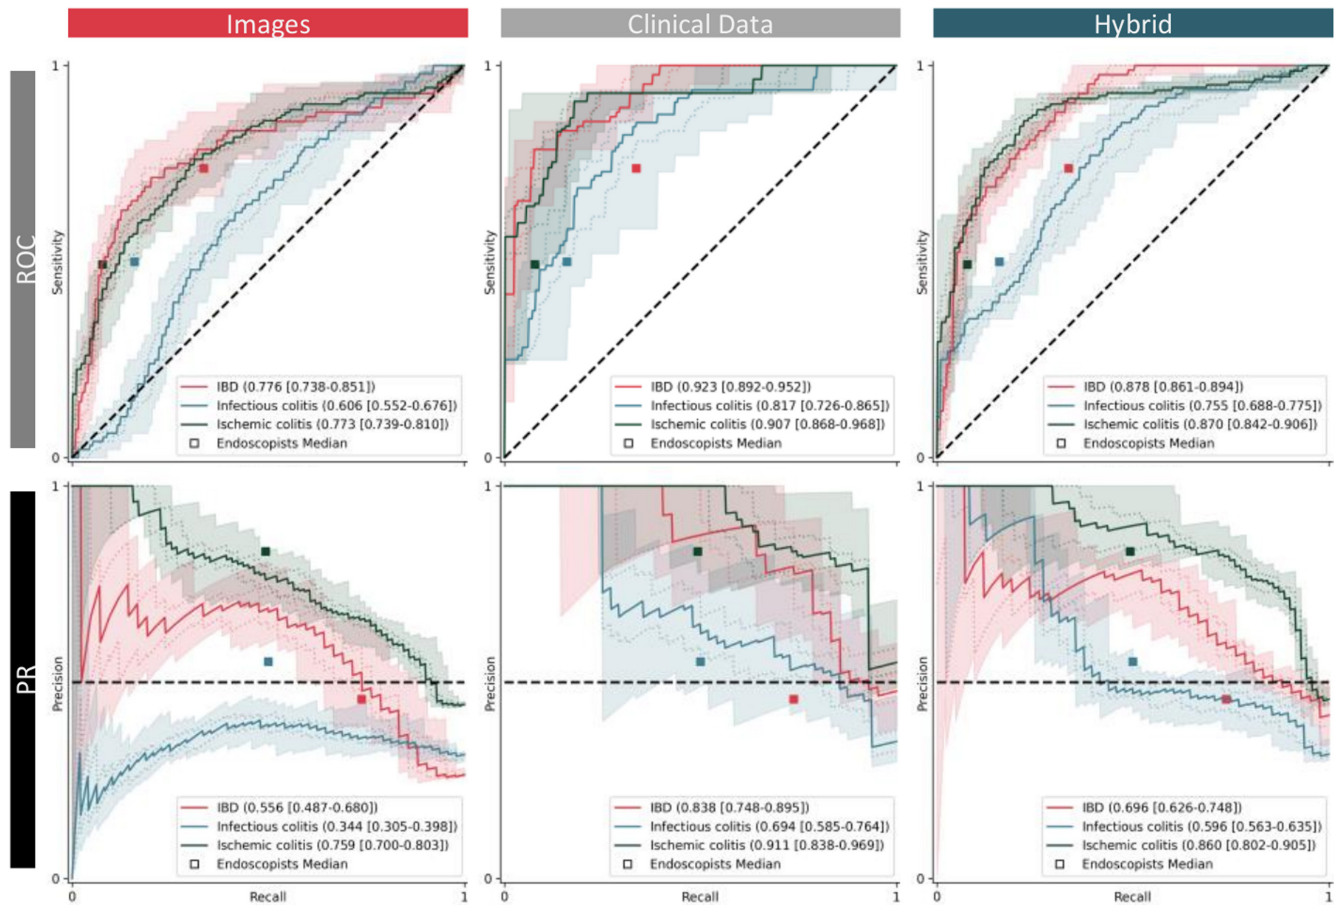 Images
Clinical Data
Hybrid
ROC
Sensitivity
1
0
IBD (0.776 [0.738-0.851])
Infectious colitis (0.606 [0.552-0.676])
Ischemic colitis (0.773 [0.739-0.810])
Endoscopists Median
1
Sensitivity
1
0
IBD (0.923 [0.892-0.952])
Infectious colitis (0.817 [0.726-0.865])
Ischemic colitis (0.907 [0.868-0.968])
Endoscopists Median
1
Sensitivity
1
0
IBD (0.878 [0.861-0.894])
Infectious colitis (0.755 [0.688-0.775])
Ischemic colitis (0.870 [0.842-0.906])
Endoscopists Median
PR
1
Precision
0
IBD (0.556 [0.487-0.680])
Infectious colitis (0.344 [0.305-0.398])
Ischemic colitis (0.759 [0.700-0.803])
Endoscopists Median
0
Recall
1
1
Precision
0
IBD (0.838 [0.748-0.895])
Infectious colitis (0.694 [0.585-0.764])
Ischemic colitis (0.911 [0.838-0.969])
Endoscopists Median
0
Recall
1
1
Precision
0
IBD (0.696 [0.626-0.748])
Infectious colitis (0.596 [0.563-0.635])
Ischemic colitis (0.860 [0.802-0.905])
Endoscopists Median
0
Recall
1